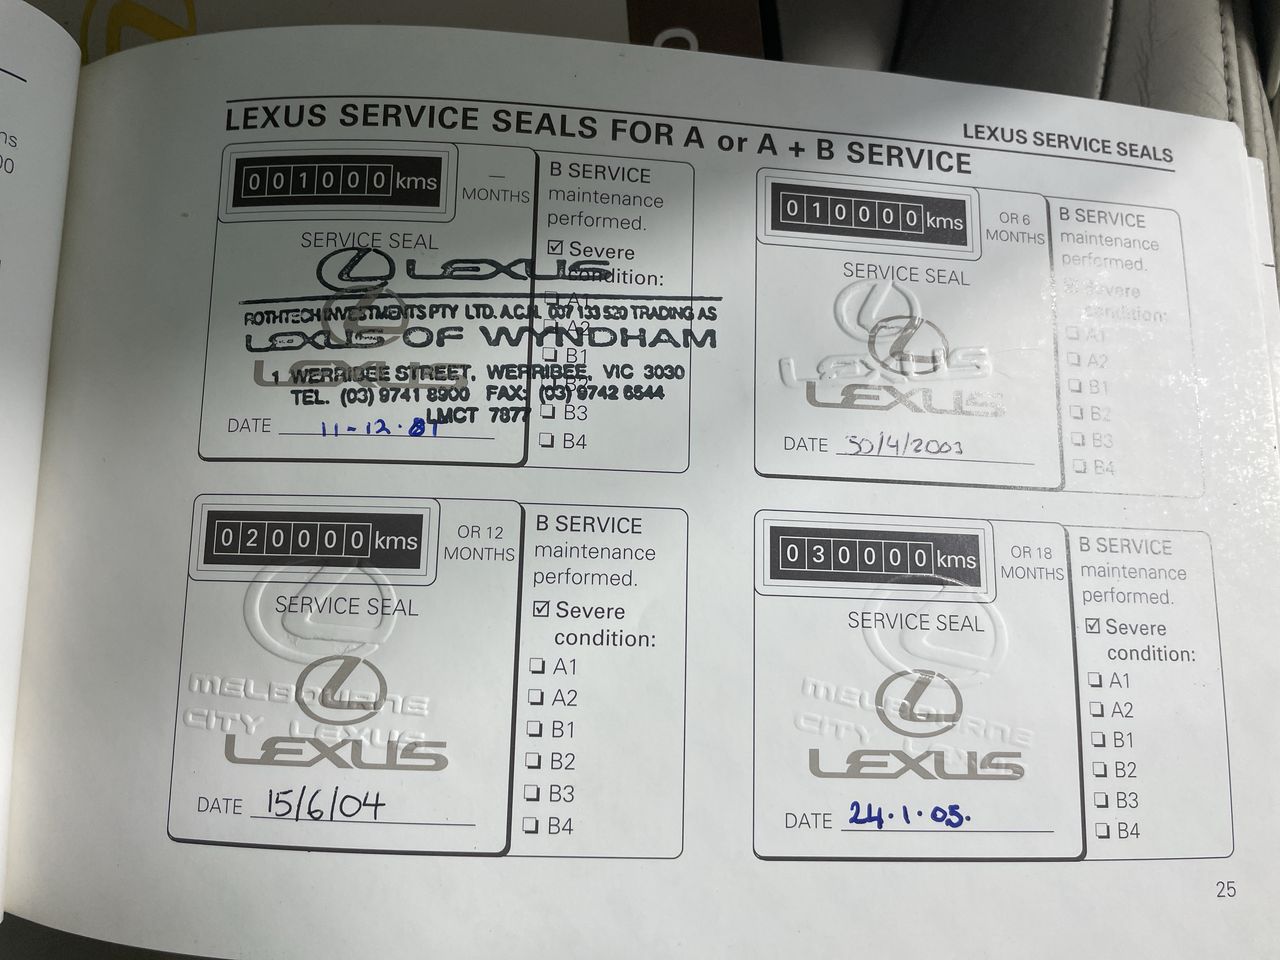 LEXUS SERVICE SEALS
LEXUS SERVICE SEALS FOR A or A + B SERVICE
001000 kms
— MONTHS
SERVICE SEAL
LEXUS
ROTHTECH INVESTMENTS PTY LTD. A.C.N. 007 133 520 TRADING AS
LEXUS OF WYNDHAM
LEXUS
1 WERRIBEE STREET, WERRIBEE, VIC 3030
TEL. (03) 9741 8900 FAX: (03) 9742 6544
LMCT 7877
DATE 11-12.
B SERVICE
maintenance
performed.
☑ Severe
condition:
❏ A1
❏ A2
❏ B1
❏ B2
❏ B3
❏ B4
010000 kms
OR 6
MONTHS
SERVICE SEAL
LEXUS
LEXUS
DATE 30/4/2003
B SERVICE
maintenance
performed.
☑ Severe
condition:
❏ A1
❏ A2
❏ B1
❏ B2
❏ B3
❏ B4
020000 kms
OR 12
MONTHS
SERVICE SEAL
MELBOURNE
CITY LEXUS
LEXUS
DATE 15/6/04
B SERVICE
maintenance
performed.
☑ Severe
condition:
❏ A1
❏ A2
❏ B1
❏ B2
❏ B3
❏ B4
030000 kms
OR 18
MONTHS
SERVICE SEAL
MELBOURNE
CITY LEXUS
LEXUS
DATE 24.1.05.
B SERVICE
maintenance
performed.
☑ Severe
condition:
❏ A1
❏ A2
❏ B1
❏ B2
❏ B3
❏ B4
25